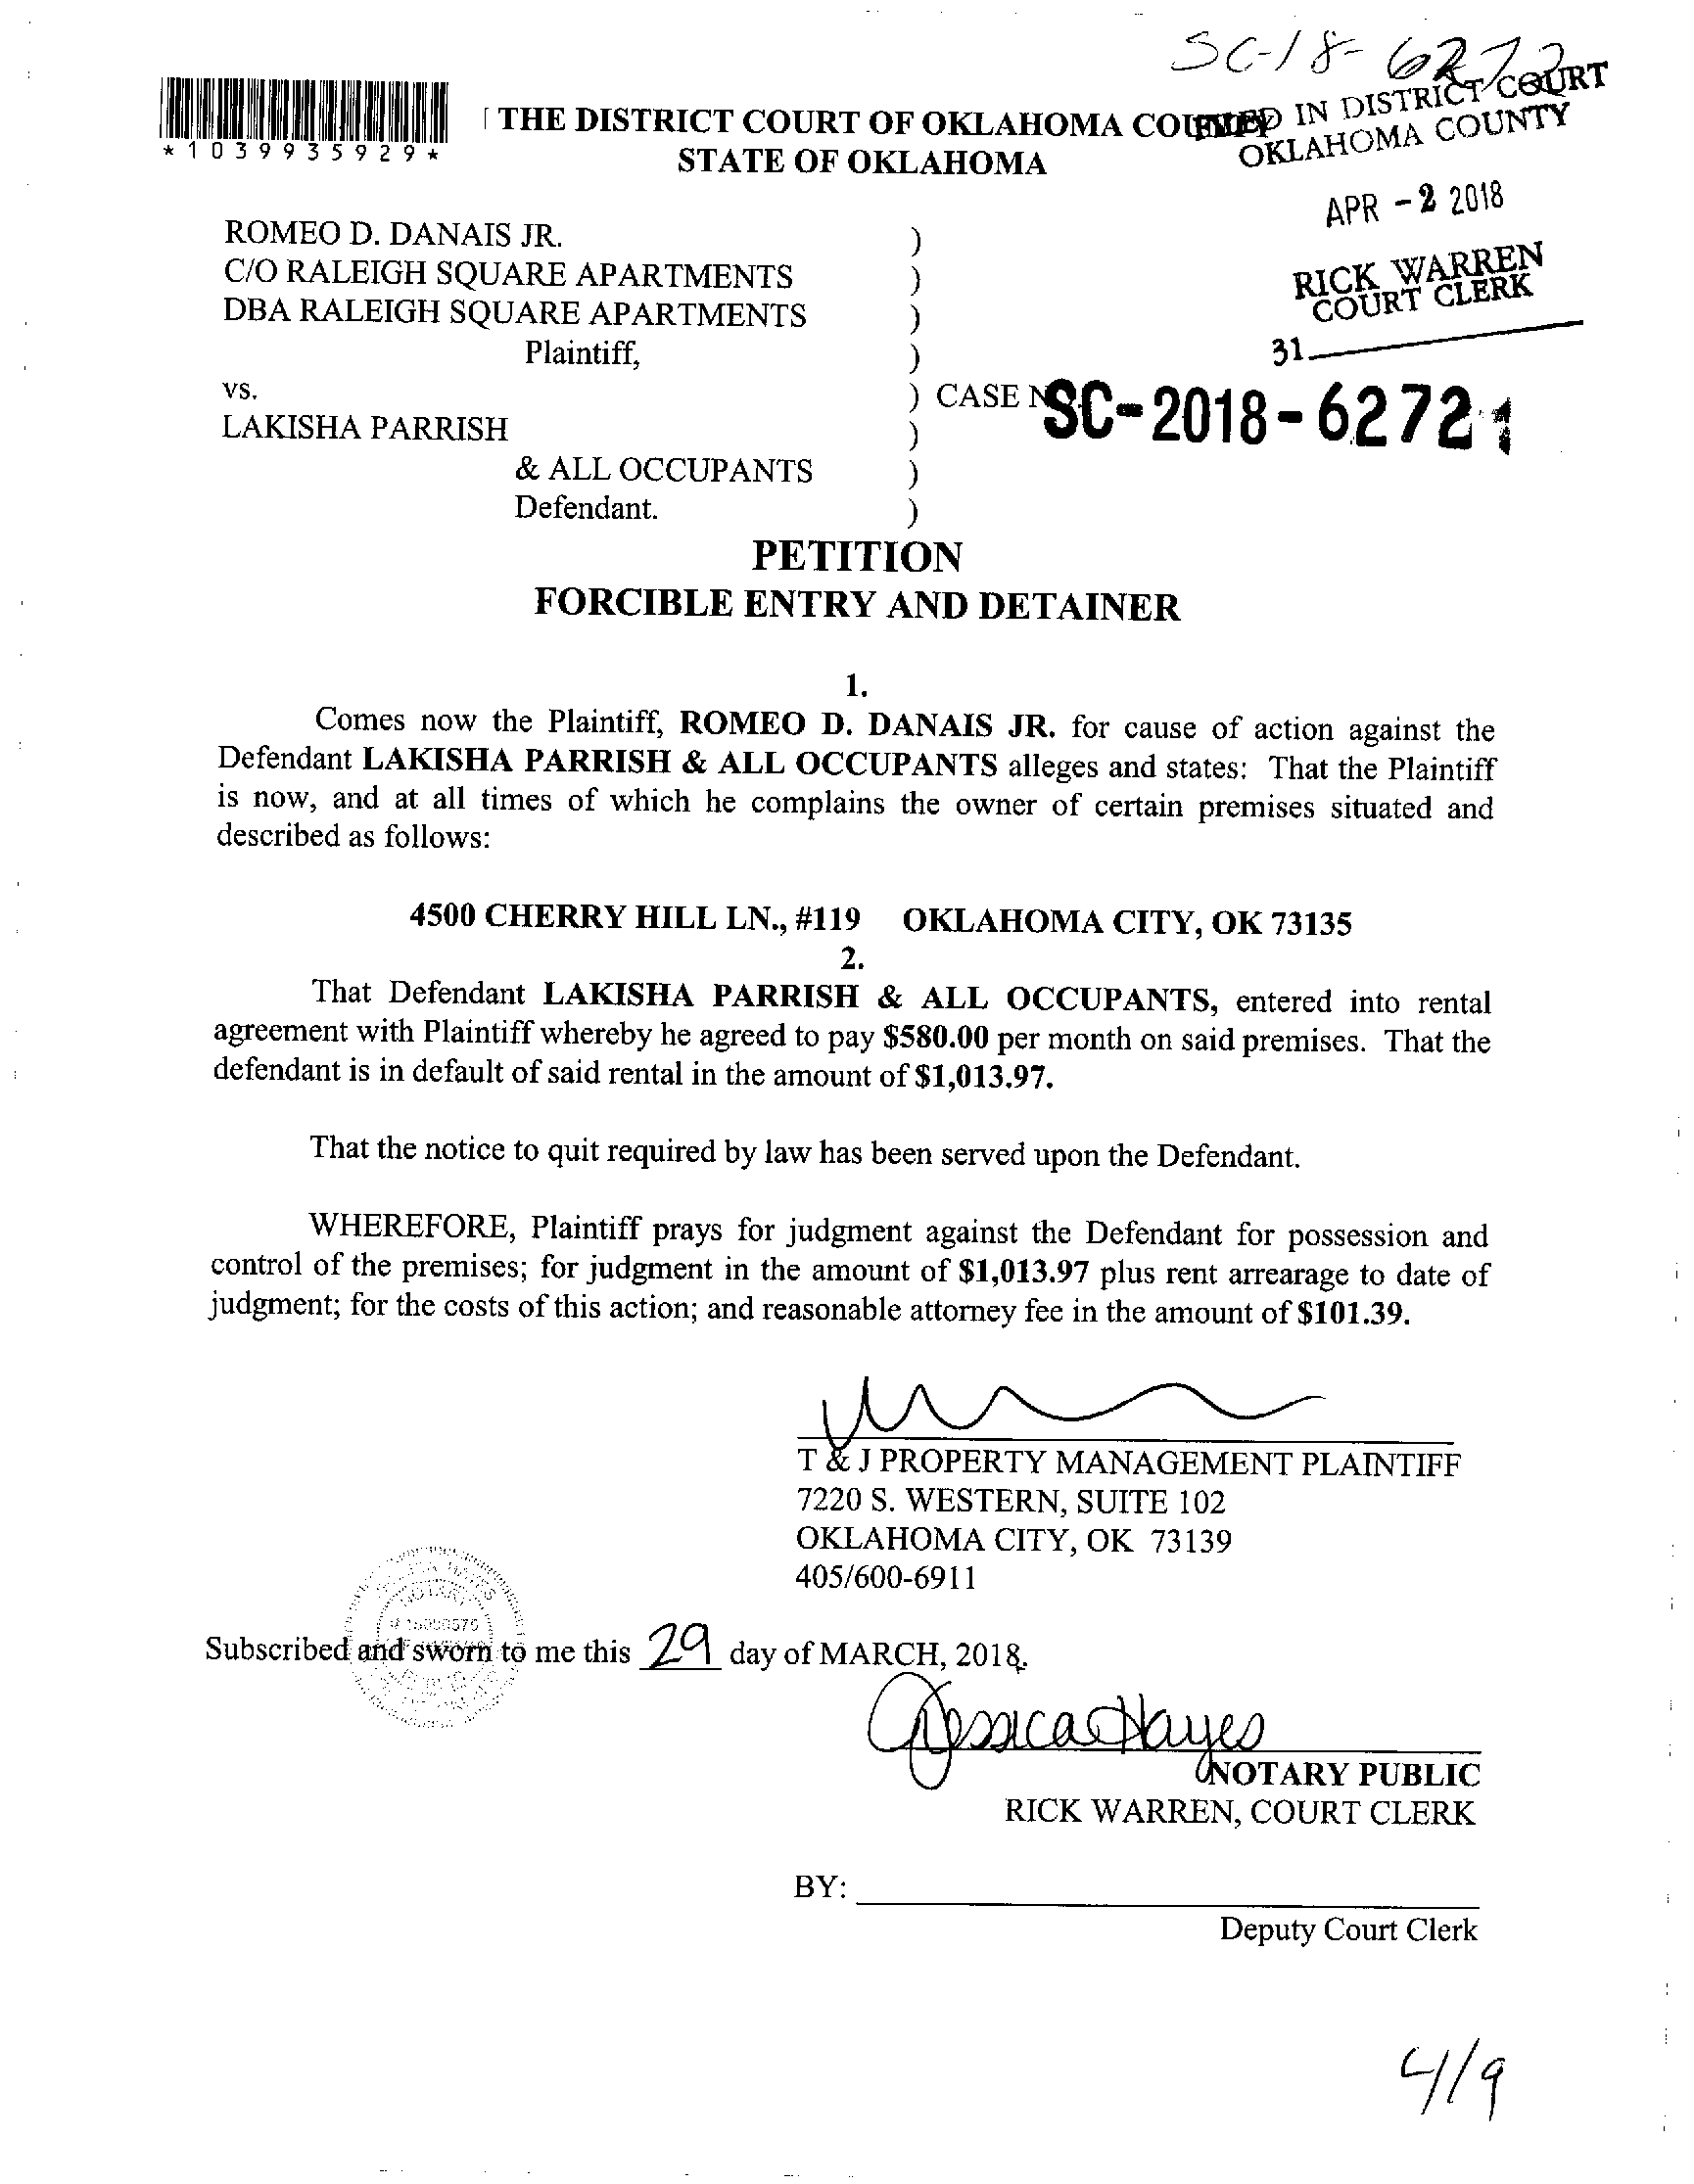 SC-18-6272
*1039935929*
THE DISTRICT COURT OF OKLAHOMA
STATE OF OKLAHOMA
FILED IN DISTRICT COURT
OKLAHOMA COUNTY
APR -2 2018
RICK WARREN
COURT CLERK
31
ROMEO D. DANAIS JR. )
C/O RALEIGH SQUARE APARTMENTS )
DBA RALEIGH SQUARE APARTMENTS )
Plaintiff, )
vs. ) CASE SC-2018-6272
LAKISHA PARRISH )
& ALL OCCUPANTS )
Defendant. )
PETITION
FORCIBLE ENTRY AND DETAINER
1.
Comes now the Plaintiff, ROMEO D. DANAIS JR. for cause of action against the
Defendant LAKISHA PARRISH & ALL OCCUPANTS alleges and states: That the Plaintiff
is now, and at all times of which he complains the owner of certain premises situated and
described as follows:
4500 CHERRY HILL LN., #119 OKLAHOMA CITY, OK 73135
2.
That Defendant LAKISHA PARRISH & ALL OCCUPANTS, entered into rental
agreement with Plaintiff whereby he agreed to pay $580.00 per month on said premises. That the
defendant is in default of said rental in the amount of $1,013.97.
That the notice to quit required by law has been served upon the Defendant.
WHEREFORE, Plaintiff prays for judgment against the Defendant for possession and
control of the premises; for judgment in the amount of $1,013.97 plus rent arrearage to date of
judgment; for the costs of this action; and reasonable attorney fee in the amount of $101.39.
T & J PROPERTY MANAGEMENT PLAINTIFF
7220 S. WESTERN, SUITE 102
OKLAHOMA CITY, OK 73139
405/600-6911
Subscribed and sworn to me this 29 day of MARCH, 2018.
Jessica Hayes
NOTARY PUBLIC
RICK WARREN, COURT CLERK
BY:
Deputy Court Clerk
4/9